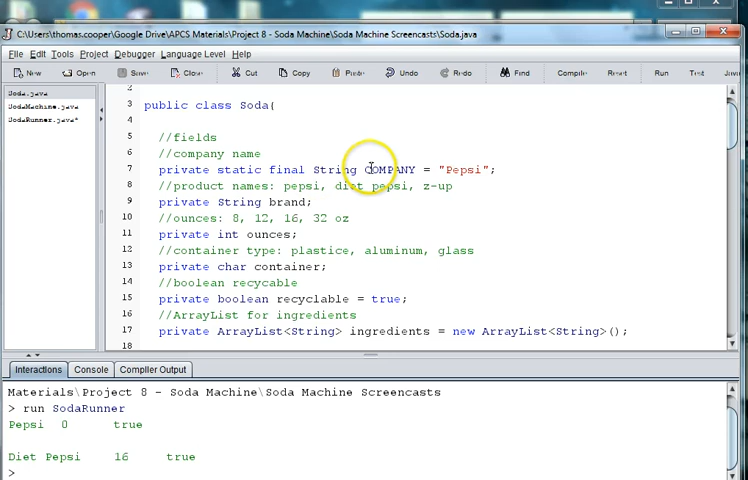 C:\Users\thomas.cooper\Google Drive\APCS Materials\Project 8 - Soda Machine\Soda Machine Screencasts\Soda.java
File Edit Tools Project Debugger Language Level Help
New Open Save Close Cut Copy Paste Undo Redo Find Compile Reset Run Test
Soda.java
SodaMachine.java
SodaRunner.java*
2
3 public class Soda{
4
5 //fields
6 //company name
7 private static final String COMPANY = "Pepsi";
8 //product names: pepsi, diet pepsi, z-up
9 private String brand;
10 //ounces: 8, 12, 16, 32 oz
11 private int ounces;
12 //container type: plastice, aluminum, glass
13 private char container;
14 //boolean recycable
15 private boolean recyclable = true;
16 //ArrayList for ingredients
17 private ArrayList<String> ingredients = new ArrayList<String>();
18
Interactions Console Compiler Output
Materials\Project 8 - Soda Machine\Soda Machine Screencasts
> run SodaRunner
Pepsi 0 true
Diet Pepsi 16 true
>